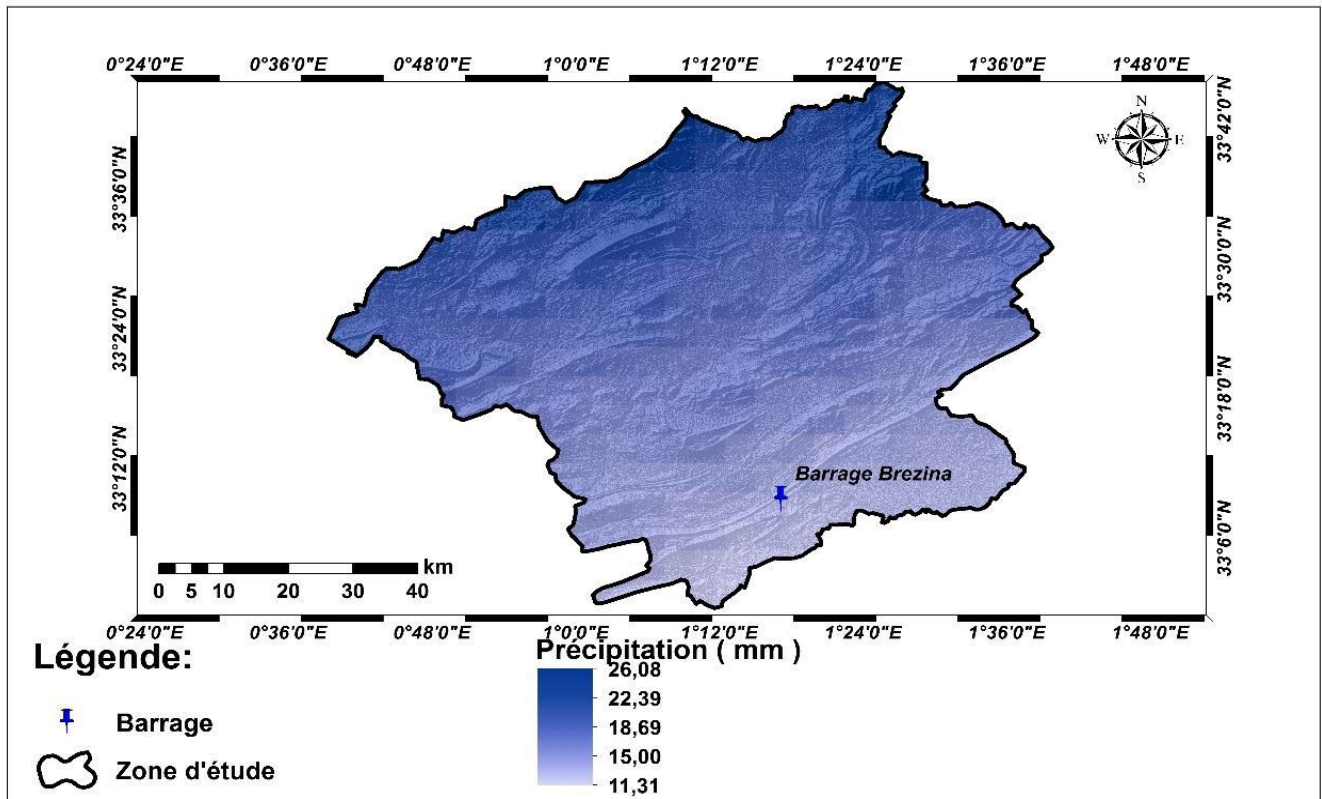 0°24'0"E 0°36'0"E 0°48'0"E 1°0'0"E 1°12'0"E 1°24'0"E 1°36'0"E 1°48'0"E
33°36'0"N
33°24'0"N
33°12'0"N
N
W E
S
33°42'0"N
33°30'0"N
33°18'0"N
33°6'0"N
Barrage Brezina
km
0 5 10 20 30 40
0°24'0"E 0°36'0"E 0°48'0"E 1°0'0"E 1°12'0"E 1°24'0"E 1°36'0"E 1°48'0"E
Légende:
Barrage
Zone d'étude
Précipitation ( mm )
26,08
22,39
18,69
15,00
11,31